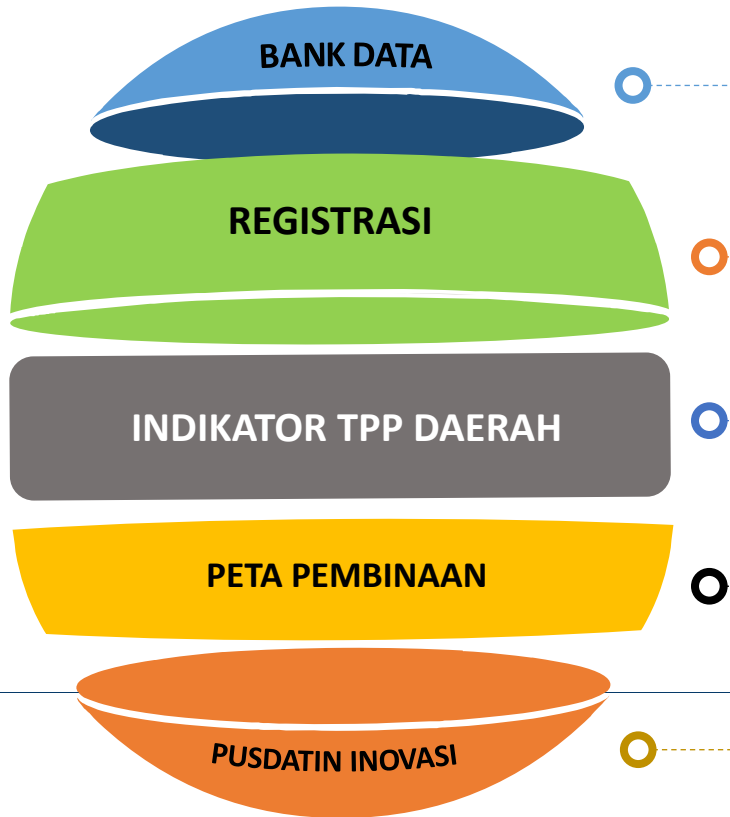 BANK DATA
REGISTRASI
INDIKATOR TPP DAERAH
PETA PEMBINAAN
PUSDATIN INOVASI